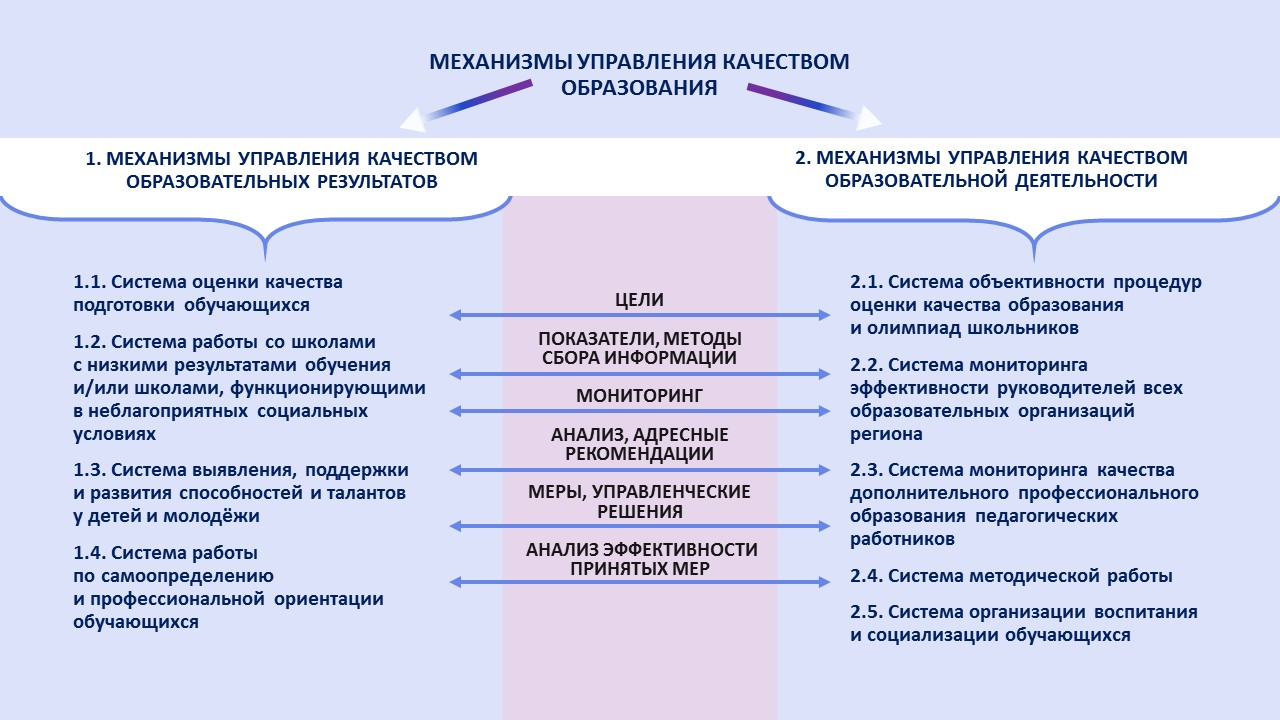 МЕХАНИЗМЫ УПРАВЛЕНИЯ КАЧЕСТВОМ
ОБРАЗОВАНИЯ
1. МЕХАНИЗМЫ УПРАВЛЕНИЯ КАЧЕСТВОМ
ОБРАЗОВАТЕЛЬНЫХ РЕЗУЛЬТАТОВ
1.1. Система оценки качества
подготовки обучающихся
1.2. Система работы со школами
с низкими результатами обучения
и/или школами, функционирующими
в неблагоприятных социальных
условиях
1.3. Система выявления, поддержки
и развития способностей и талантов
у детей и молодёжи
1.4. Система работы
по самоопределению
и профессиональной ориентации
обучающихся
ЦЕЛИ
ПОКАЗАТЕЛИ, МЕТОДЫ
СБОРА ИНФОРМАЦИИ
МОНИТОРИНГ
АНАЛИЗ, АДРЕСНЫЕ
РЕКОМЕНДАЦИИ
МЕРЫ, УПРАВЛЕНЧЕСКИЕ
РЕШЕНИЯ
АНАЛИЗ ЭФФЕКТИВНОСТИ
ПРИНЯТЫХ МЕР
2. МЕХАНИЗМЫ УПРАВЛЕНИЯ КАЧЕСТВОМ
ОБРАЗОВАТЕЛЬНОЙ ДЕЯТЕЛЬНОСТИ
2.1. Система объективности процедур
оценки качества образования
и олимпиад школьников
2.2. Система мониторинга
эффективности руководителей всех
образовательных организаций
региона
2.3. Система мониторинга качества
дополнительного профессионального
образования педагогических
работников
2.4. Система методической работы
2.5. Система организации воспитания
и социализации обучающихся